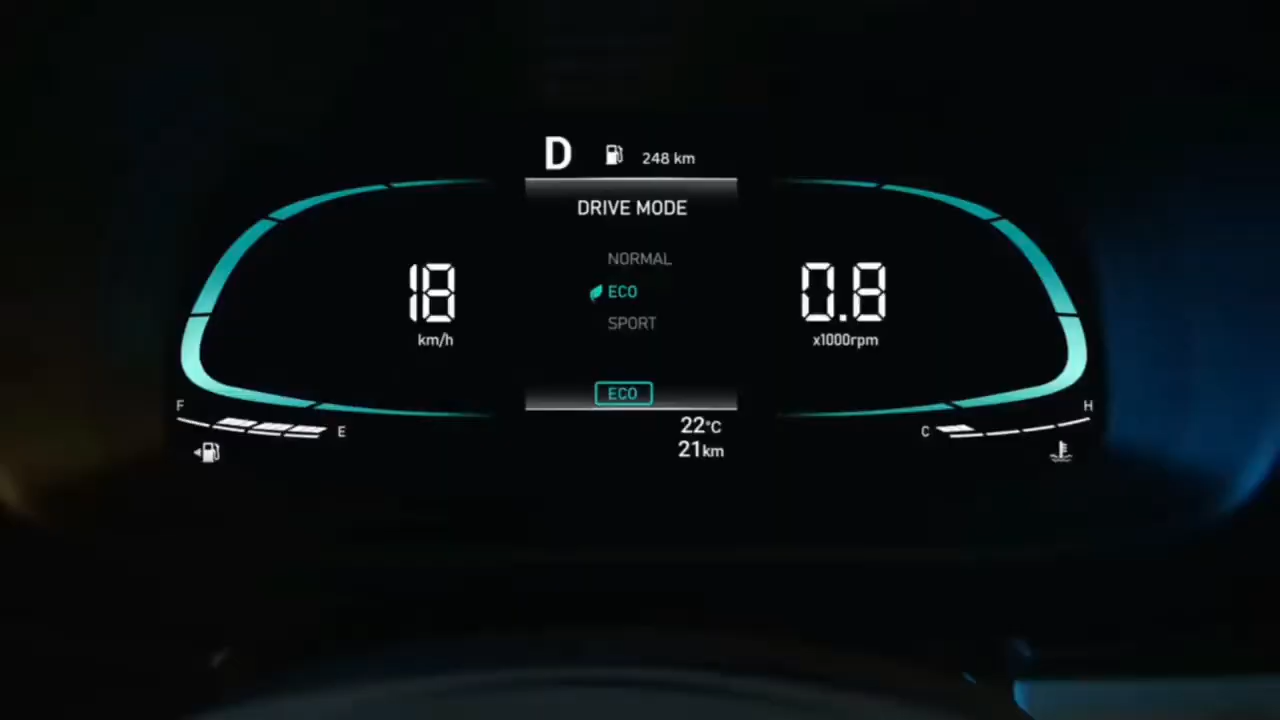 D 248 km
DRIVE MODE
NORMAL
ECO
SPORT
18
km/h
0.8
x1000rpm
ECO
F
E
22°C
21km
C
H